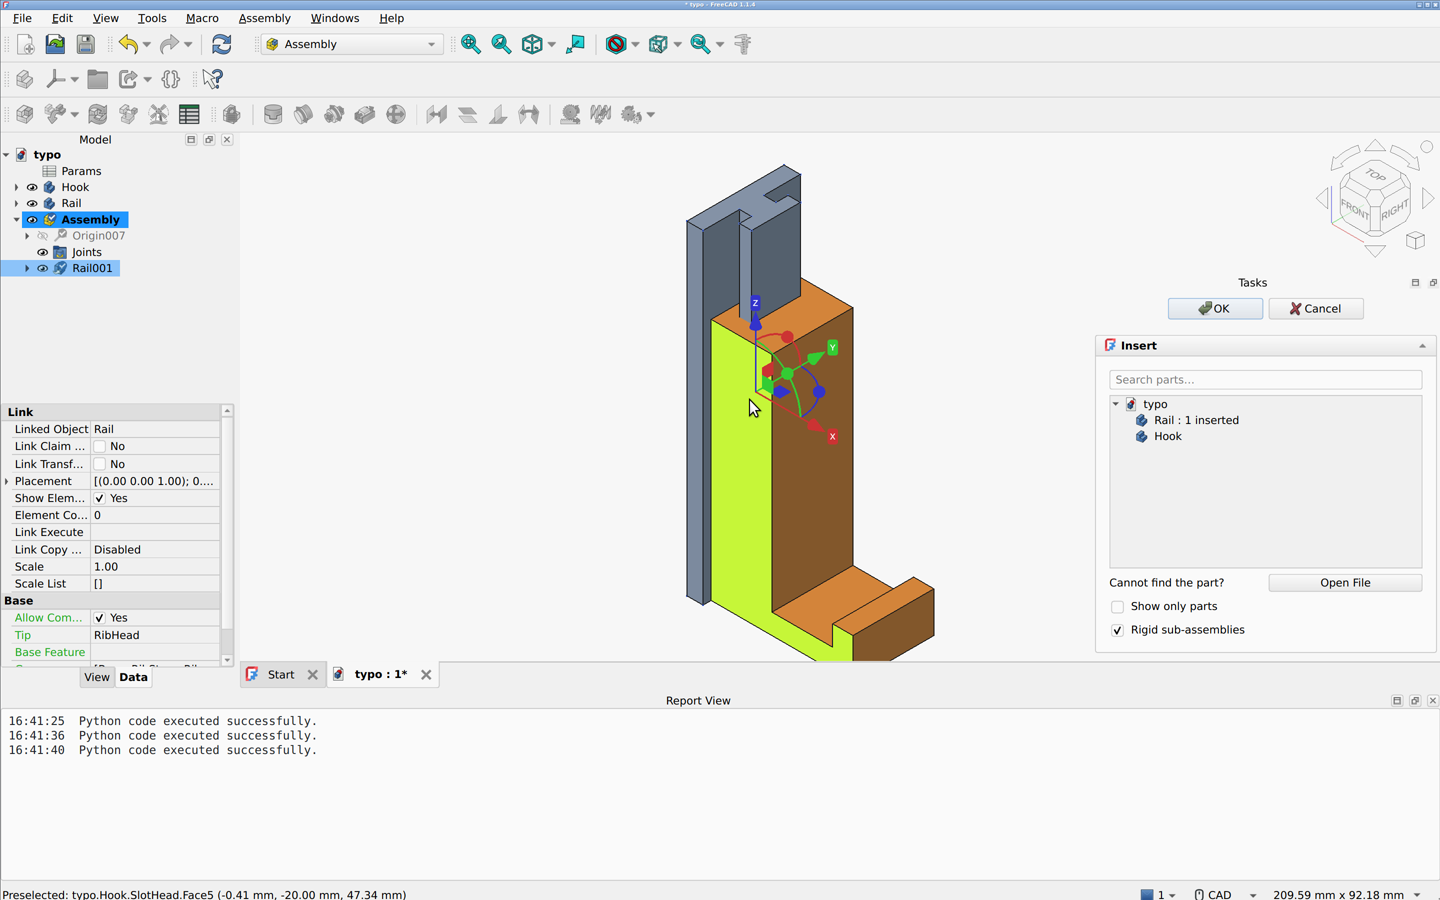 * typo - FreeCAD 1.1.4
File Edit View Tools Macro Assembly Windows Help
Assembly
Model
typo
Params
Hook
Rail
Assembly
Origin007
Joints
Rail001
Link
Linked Object Rail
Link Claim ... No
Link Transf... No
Placement [(0.00 0.00 1.00); 0....
Show Elem... Yes
Element Co... 0
Link Execute
Link Copy ... Disabled
Scale 1.00
Scale List []
Base
Allow Com... Yes
Tip RibHead
Base Feature
View Data
TOP
FRONT
RIGHT
Z
Y
X
Tasks
OK Cancel
Insert
Search parts...
typo
Rail : 1 inserted
Hook
Cannot find the part? Open File
Show only parts
Rigid sub-assemblies
Start typo : 1*
Report View
16:41:25 Python code executed successfully.
16:41:36 Python code executed successfully.
16:41:40 Python code executed successfully.
Preselected: typo.Hook.SlotHead.Face5 (-0.41 mm, -20.00 mm, 47.34 mm)
1 CAD 209.59 mm x 92.18 mm